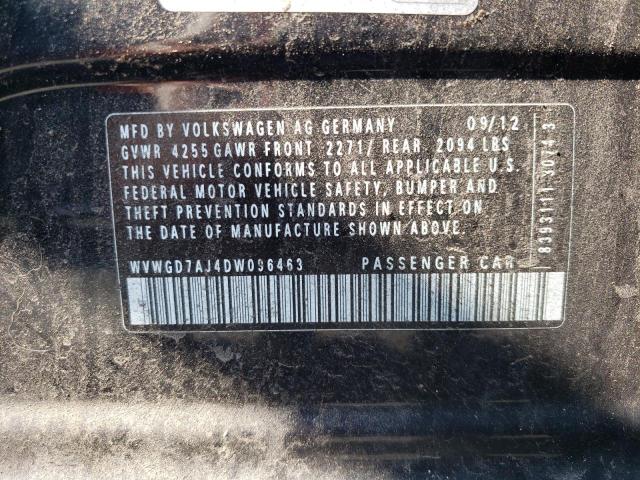 MFD BY VOLKSWAGEN AG GERMANY 09/12
GVWR 4255 GAWR FRONT 2271/ REAR 2094 LBS
THIS VEHICLE CONFORMS TO ALL APPLICABLE U.S.
FEDERAL MOTOR VEHICLE SAFETY, BUMPER AND
THEFT PREVENTION STANDARDS IN EFFECT ON
THE DATE OF MANUFACTURE SHOWN ABOVE.
WVWGD7AJ4DW096463 PASSENGER CAR